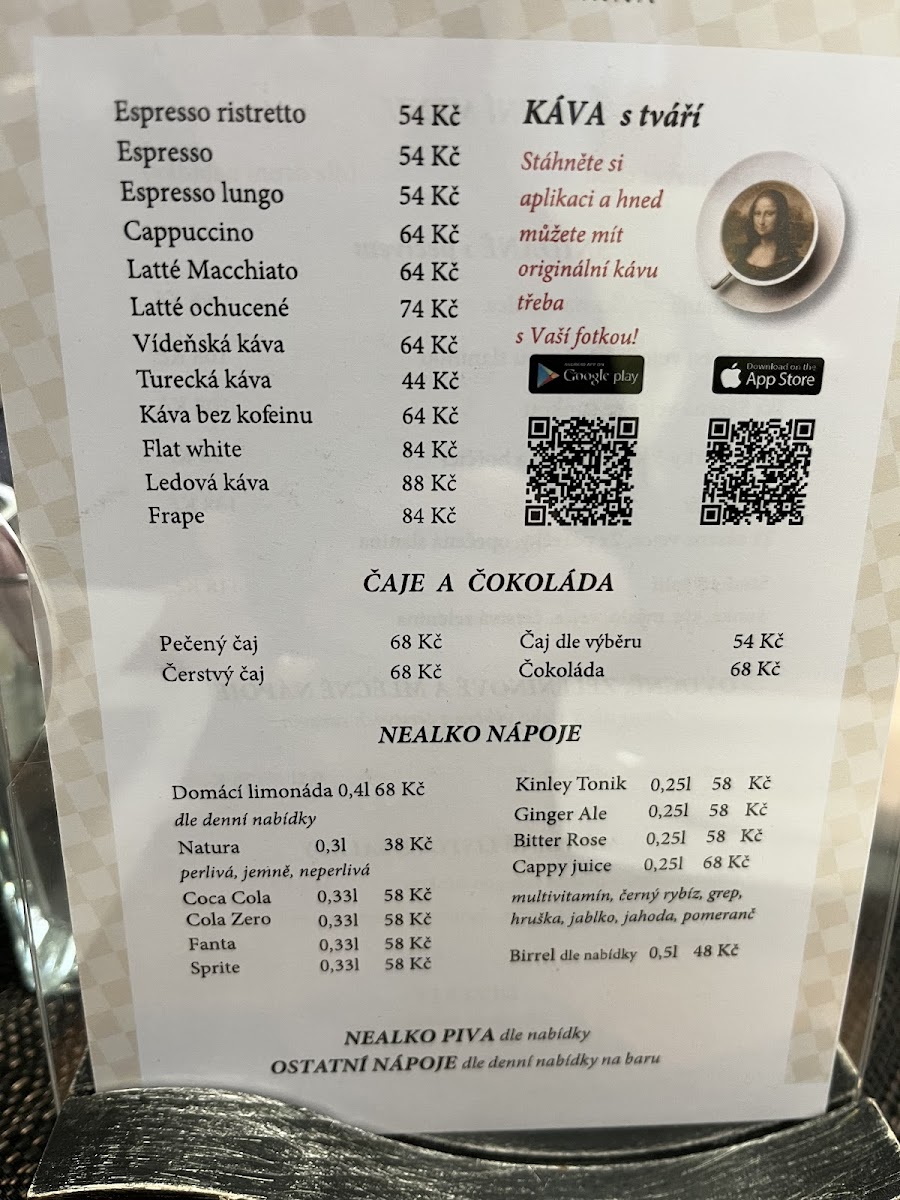 Espresso ristretto 54 Kč
Espresso 54 Kč
Espresso lungo 54 Kč
Cappuccino 64 Kč
Latté Macchiato 64 Kč
Latté ochucené 74 Kč
Vídeňská káva 64 Kč
Turecká káva 44 Kč
Káva bez kofeinu 64 Kč
Flat white 84 Kč
Ledová káva 88 Kč
Frape 84 Kč
KÁVA s tváří
Stáhněte si
aplikaci a hned
můžete mít
originální kávu
třeba
s Vaší fotkou!
Google play
Download on the
App Store
ČAJE A ČOKOLÁDA
Pečený čaj 68 Kč
Čerstvý čaj 68 Kč
Čaj dle výběru 54 Kč
Čokoláda 68 Kč
NEALKO NÁPOJE
Domácí limonáda 0,4l 68 Kč
dle denní nabídky
Natura 0,3l 38 Kč
perlivá, jemně, neperlivá
Coca Cola 0,33l 58 Kč
Cola Zero 0,33l 58 Kč
Fanta 0,33l 58 Kč
Sprite 0,33l 58 Kč
Kinley Tonik 0,25l 58 Kč
Ginger Ale 0,25l 58 Kč
Bitter Rose 0,25l 58 Kč
Cappy juice 0,25l 68 Kč
multivitamín, černý rybíz, grep,
hruška, jablko, jahoda, pomeranč
Birrel dle nabídky 0,5l 48 Kč
NEALKO PIVA dle nabídky
OSTATNÍ NÁPOJE dle denní nabídky na baru